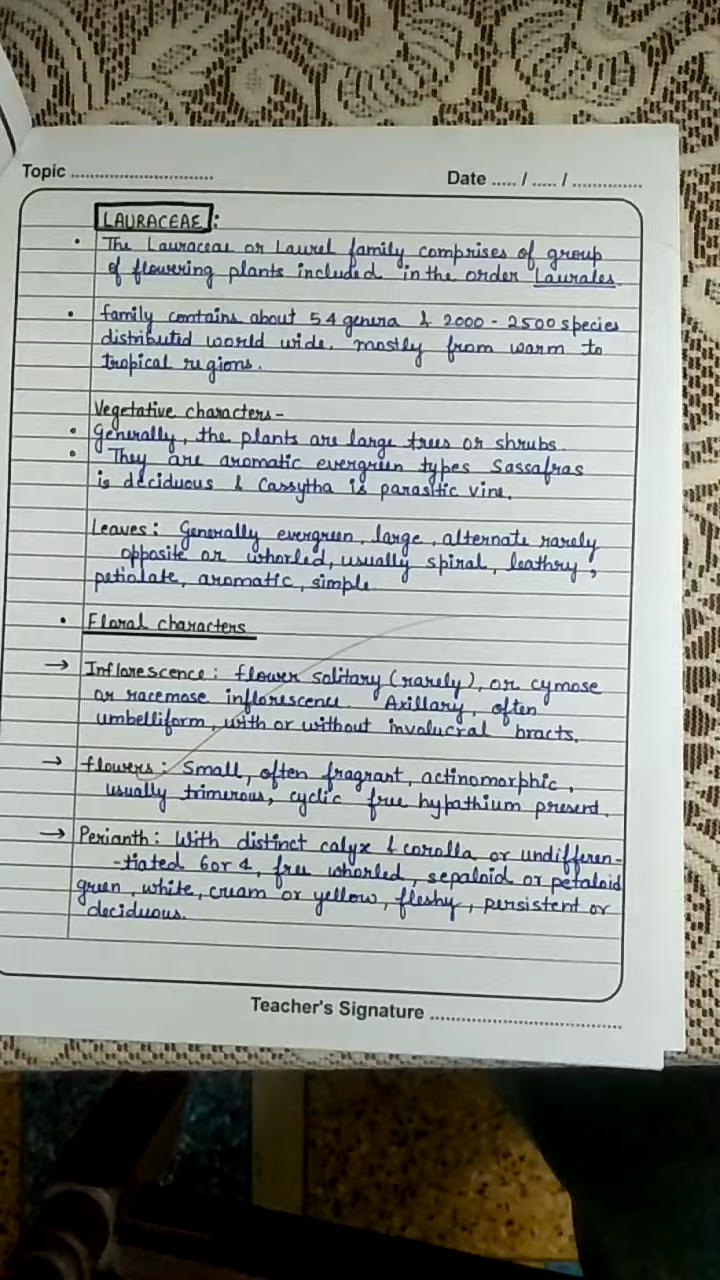 Topic ..............................
Date ..... / ..... / ..............
LAURACEAE:
• The Lauraceae or Laurel family comprises of group
of flowering plants included in the order Laurales.
• family contains about 54 genera & 2000 - 2500 species
distributed world wide. mostly from warm to
tropical regions.
Vegetative characters-
• Generally, the plants are large trees or shrubs.
• They are aromatic evergreen types Sassafras
is deciduous & Cassytha is parasitic vine.
Leaves: Generally evergreen, large, alternate rarely
opposite or whorled, usually spiral, leathry,
petiolate, aromatic, simple
• Floral characters
→ Inflorescence: flower solitary (rarely), or cymose
or racemose inflorescence. Axillary, often
umbelliform, with or without involucral bracts.
→ flowers: Small, often fragrant, actinomorphic,
usually trimerous, cyclic free hypathium present.
→ Perianth: With distinct calyx & corolla or undifferen-
-tiated 6 or 4, free whorled, sepaloid or petaloid
green, white, cream or yellow, fleshy, persistent or
deciduous.
Teacher's Signature ........................................